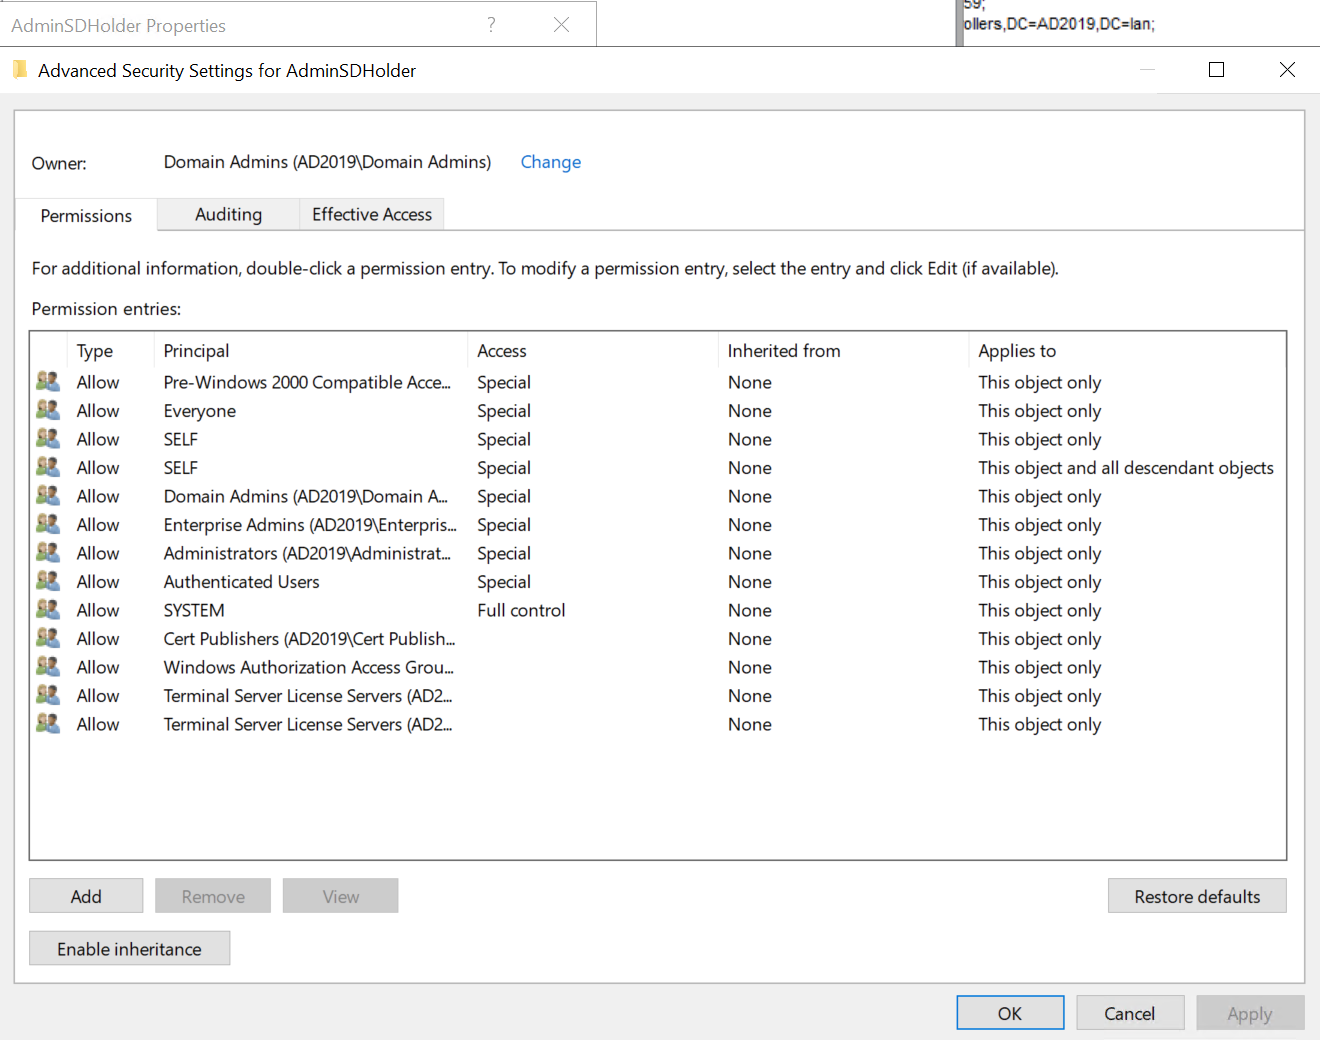 AdminSDHolder Properties ?
59;
ollers,DC=AD2019,DC=lan;
Advanced Security Settings for AdminSDHolder
Owner: Domain Admins (AD2019\Domain Admins) Change
Permissions Auditing Effective Access
For additional information, double-click a permission entry. To modify a permission entry, select the entry and click Edit (if available).
Permission entries:
Type Principal Access Inherited from Applies to
Allow Pre-Windows 2000 Compatible Acce... Special None This object only
Allow Everyone Special None This object only
Allow SELF Special None This object only
Allow SELF Special None This object and all descendant objects
Allow Domain Admins (AD2019\Domain A... Special None This object only
Allow Enterprise Admins (AD2019\Enterpris... Special None This object only
Allow Administrators (AD2019\Administrat... Special None This object only
Allow Authenticated Users Special None This object only
Allow SYSTEM Full control None This object only
Allow Cert Publishers (AD2019\Cert Publish... None This object only
Allow Windows Authorization Access Grou... None This object only
Allow Terminal Server License Servers (AD2... None This object only
Allow Terminal Server License Servers (AD2... None This object only
Add Remove View Restore defaults
Enable inheritance
OK Cancel Apply